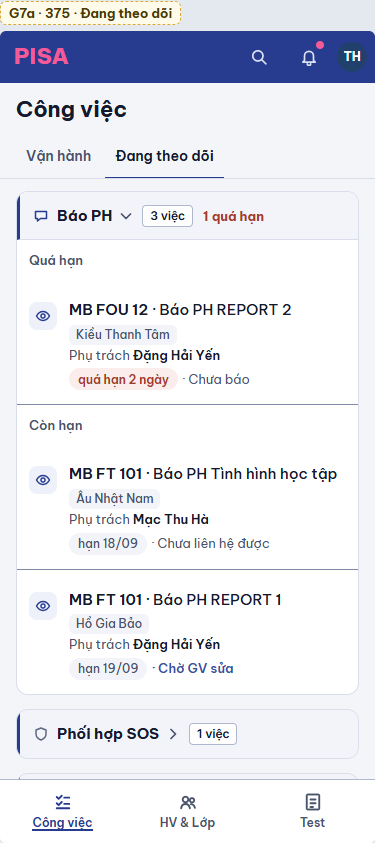 G7a · 375 · Đang theo dõi
PISA
TH
Công việc
Vận hành Đang theo dõi
Báo PH 3 việc 1 quá hạn
Quá hạn
MB FOU 12 · Báo PH REPORT 2
Kiều Thanh Tâm
Phụ trách Đặng Hải Yến
quá hạn 2 ngày · Chưa báo
Còn hạn
MB FT 101 · Báo PH Tình hình học tập
Âu Nhật Nam
Phụ trách Mạc Thu Hà
hạn 18/09 · Chưa liên hệ được
MB FT 101 · Báo PH REPORT 1
Hồ Gia Bảo
Phụ trách Đặng Hải Yến
hạn 19/09 · Chờ GV sửa
Phối hợp SOS 1 việc
Công việc HV & Lớp Test